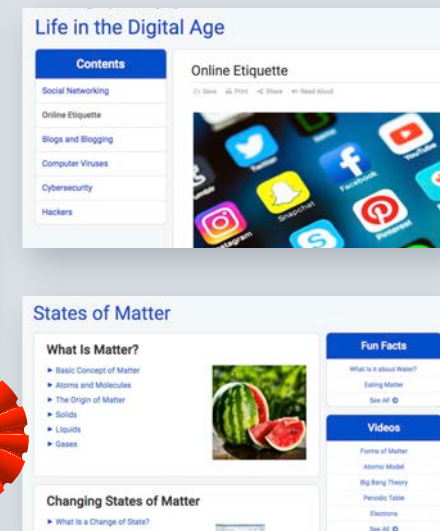 Life in the Digital Age
Contents
Social Networking
Online Etiquette
Blogs and Blogging
Computer Viruses
Cybersecurity
Hackers
Online Etiquette
Save Print Share Read Aloud
tumblr
Twitter
Instagram
Snapchat
Facebook
YouTube
Pinterest
States of Matter
What Is Matter?
► Basic Concept of Matter
► Atoms and Molecules
► The Origin of Matter
► Solids
► Liquids
► Gases
Changing States of Matter
► What is a Change of State?
Fun Facts
What Is It about Water?
Eating Matter
See All
Videos
Forms of Matter
Atomic Model
Big Bang Theory
Periodic Table
Electrons
See All